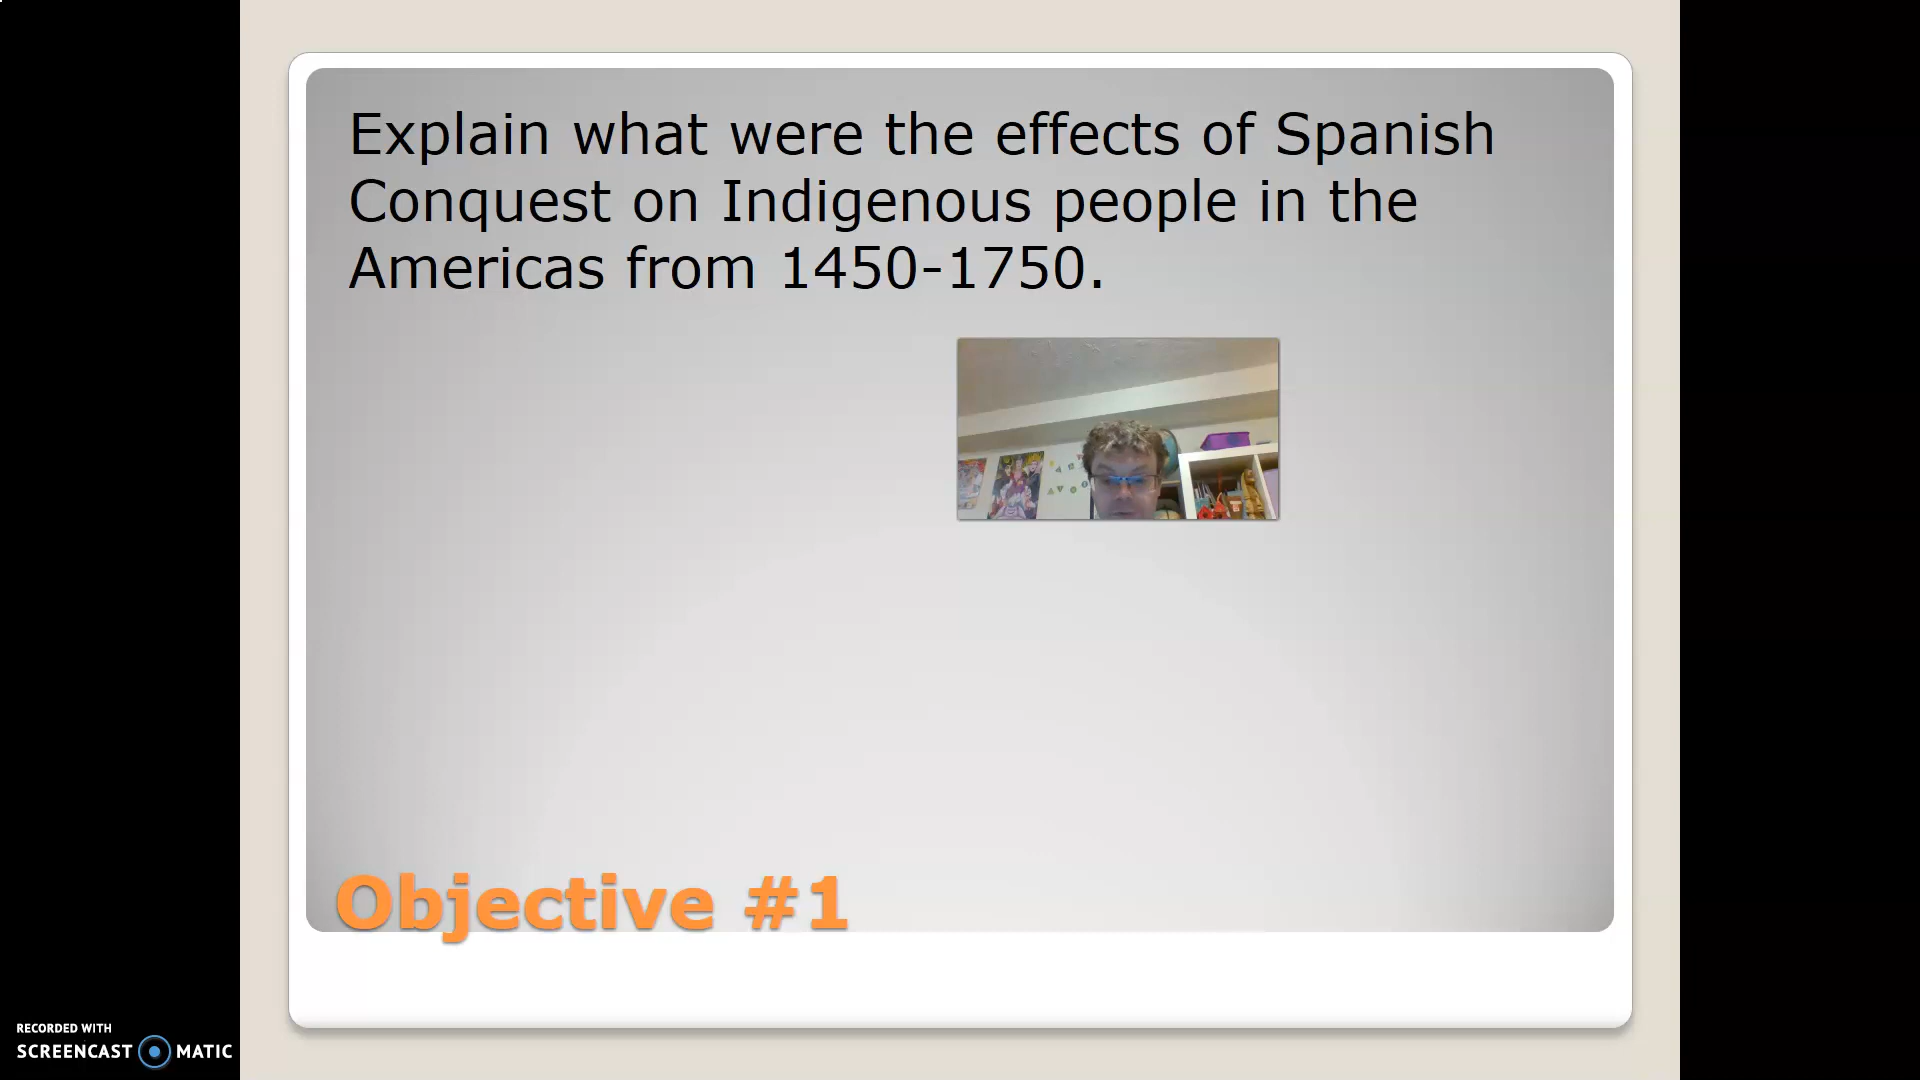 Explain what were the effects of Spanish
Conquest on Indigenous people in the
Americas from 1450-1750.
Objective #1
RECORDED WITH
SCREENCAST MATIC